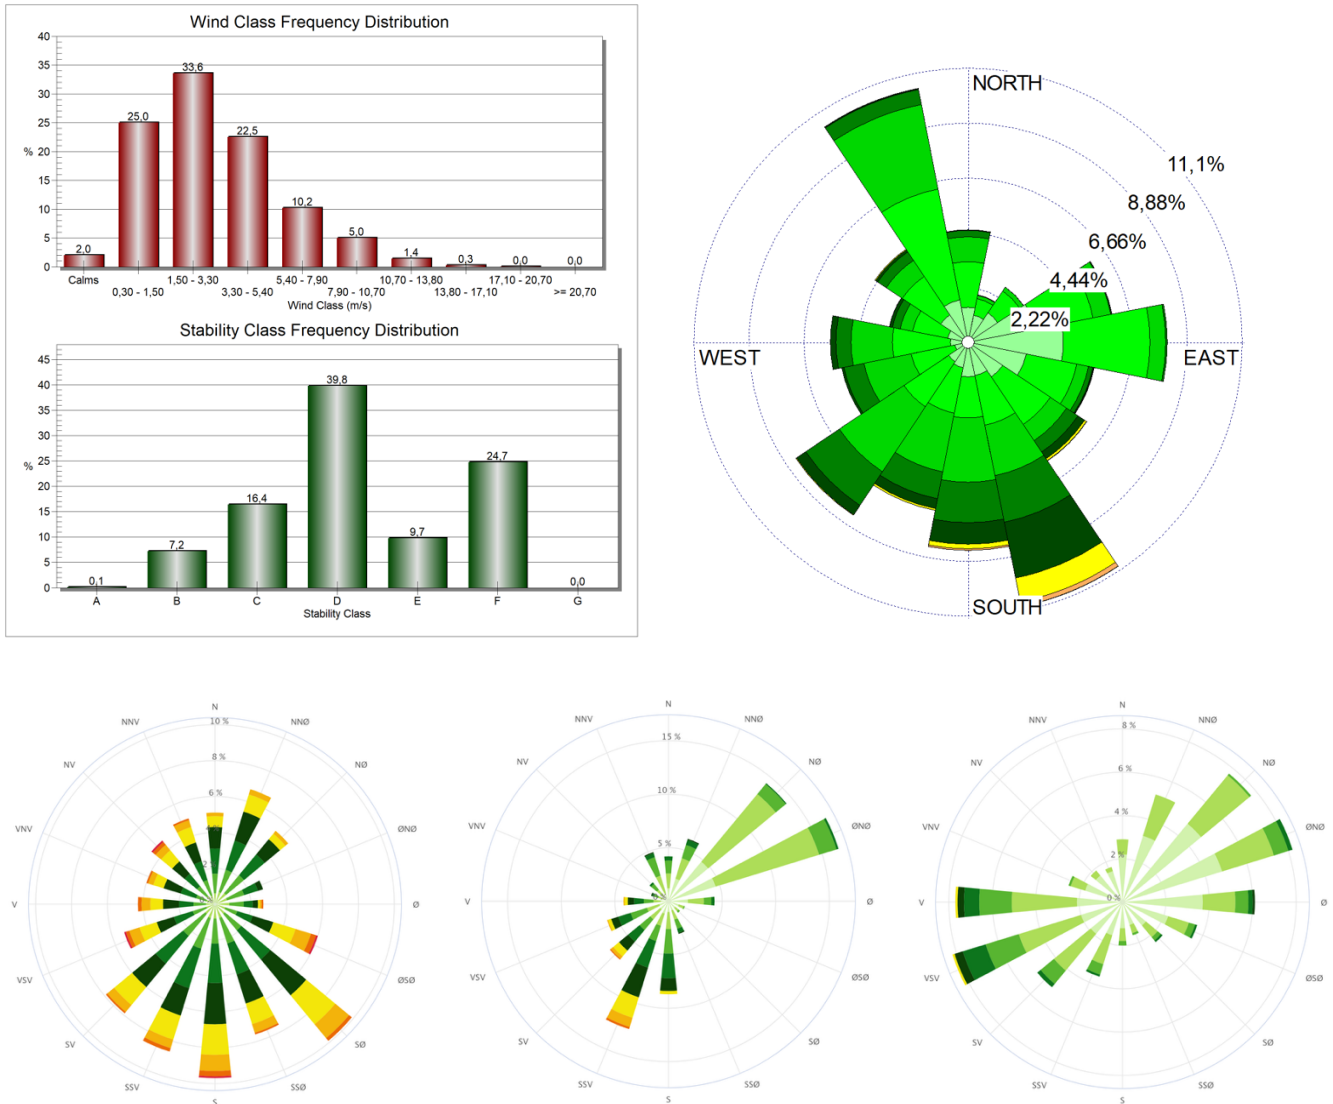 Wind Class Frequency Distribution
40
35
30
25
20
15
10
5
0
%
2,0
25,0
33,6
22,5
10,2
5,0
1,4
0,3
0,0
0,0
Calms
1,50 - 3,30
5,40 - 7,90
10,70 - 13,80
17,10 - 20,70
0,30 - 1,50
3,30 - 5,40
7,90 - 10,70
13,80 - 17,10
>= 20,70
Wind Class (m/s)
Stability Class Frequency Distribution
45
40
35
30
25
20
15
10
5
0
%
0,1
7,2
16,4
39,8
9,7
24,7
0,0
A
B
C
D
E
F
G
Stability Class
NORTH
11,1%
8,88%
6,66%
4,44%
2,22%
WEST
EAST
SOUTH
N
NNV
NNØ
10 %
NV
NØ
8 %
6 %
VNV
ØNØ
V
Ø
0 %
VSV
ØSØ
SV
SØ
SSV
SSØ
S
N
NNV
NNØ
15 %
NV
NØ
10 %
VNV
ØNØ
5 %
V
Ø
VSV
ØSØ
SV
SØ
SSV
SSØ
S
N
NNV
NNØ
8 %
NV
NØ
6 %
4 %
VNV
ØNØ
2 %
0 %
V
Ø
VSV
ØSØ
SV
SØ
SSV
SSØ
S